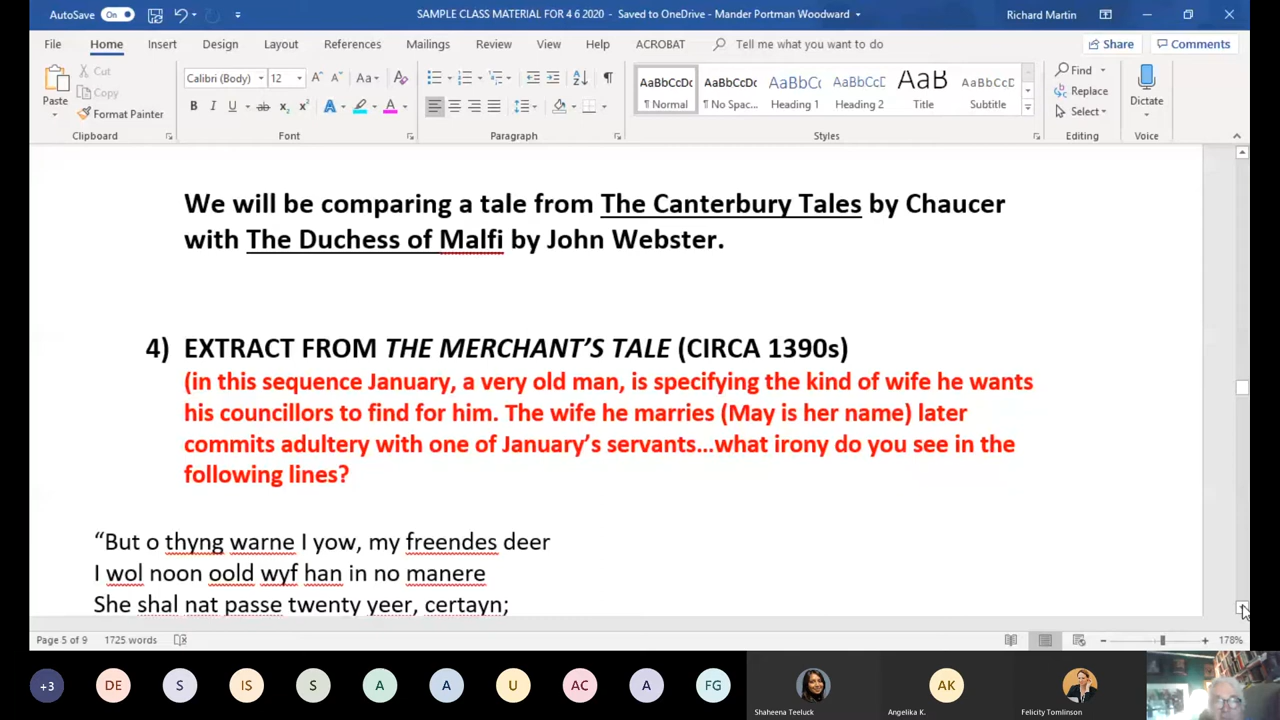 AutoSave On SAMPLE CLASS MATERIAL FOR 4 6 2020 - Saved to OneDrive - Mander Portman Woodward Richard Martin
File Home Insert Design Layout References Mailings Review View Help ACROBAT Tell me what you want to do Share Comments
Cut
Copy
Format Painter
Paste
Clipboard
Calibri (Body) 12
Font
Paragraph
AaBbCcDc AaBbCcDc AaBbCc AaBbCcD AaB AaBbCcD
¶ Normal ¶ No Spac... Heading 1 Heading 2 Title Subtitle
Styles
Find
Replace
Select
Editing
Dictate
Voice
We will be comparing a tale from The Canterbury Tales by Chaucer
with The Duchess of Malfi by John Webster.
4) EXTRACT FROM THE MERCHANT’S TALE (CIRCA 1390s)
(in this sequence January, a very old man, is specifying the kind of wife he wants
his councillors to find for him. The wife he marries (May is her name) later
commits adultery with one of January’s servants…what irony do you see in the
following lines?
“But o thyng warne I yow, my freendes deer
I wol noon oold wyf han in no manere
She shal nat passe twenty yeer, certayn;
Page 5 of 9 1725 words 178%
+3 DE S IS S A A U AC A FG AK
Shaheena Teeluck Angelika K. Felicity Tomlinson